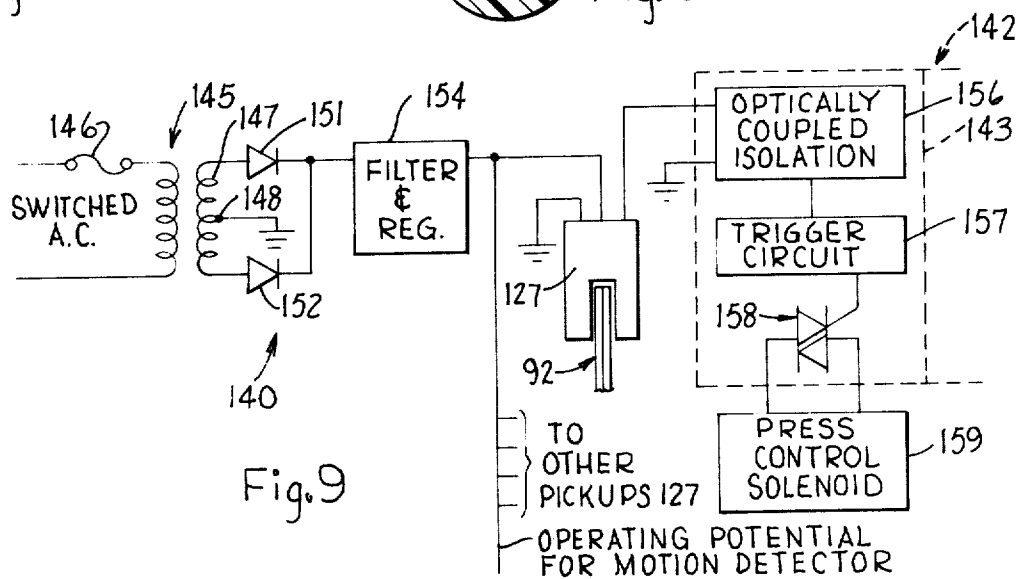 142
146
145
147
151
154
156
143
OPTICALLY
COUPLED
ISOLATION
SWITCHED
A.C.
148
FILTER
&
REG.
TRIGGER
CIRCUIT
157
127
158
152
92
140
PRESS
CONTROL
SOLENOID
159
TO
OTHER
PICKUPS 127
Fig.9
OPERATING POTENTIAL
FOR MOTION DETECTOR